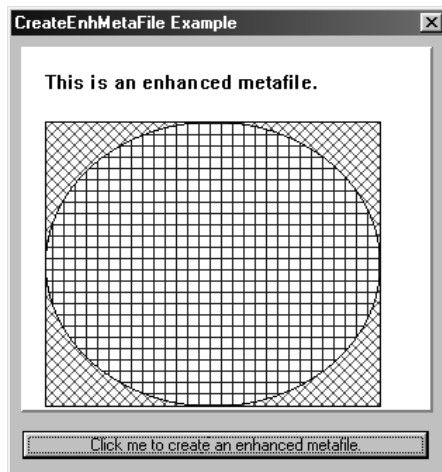 CreateEnhMetaFile Example
This is an enhanced metafile.
Click me to create an enhanced metafile.